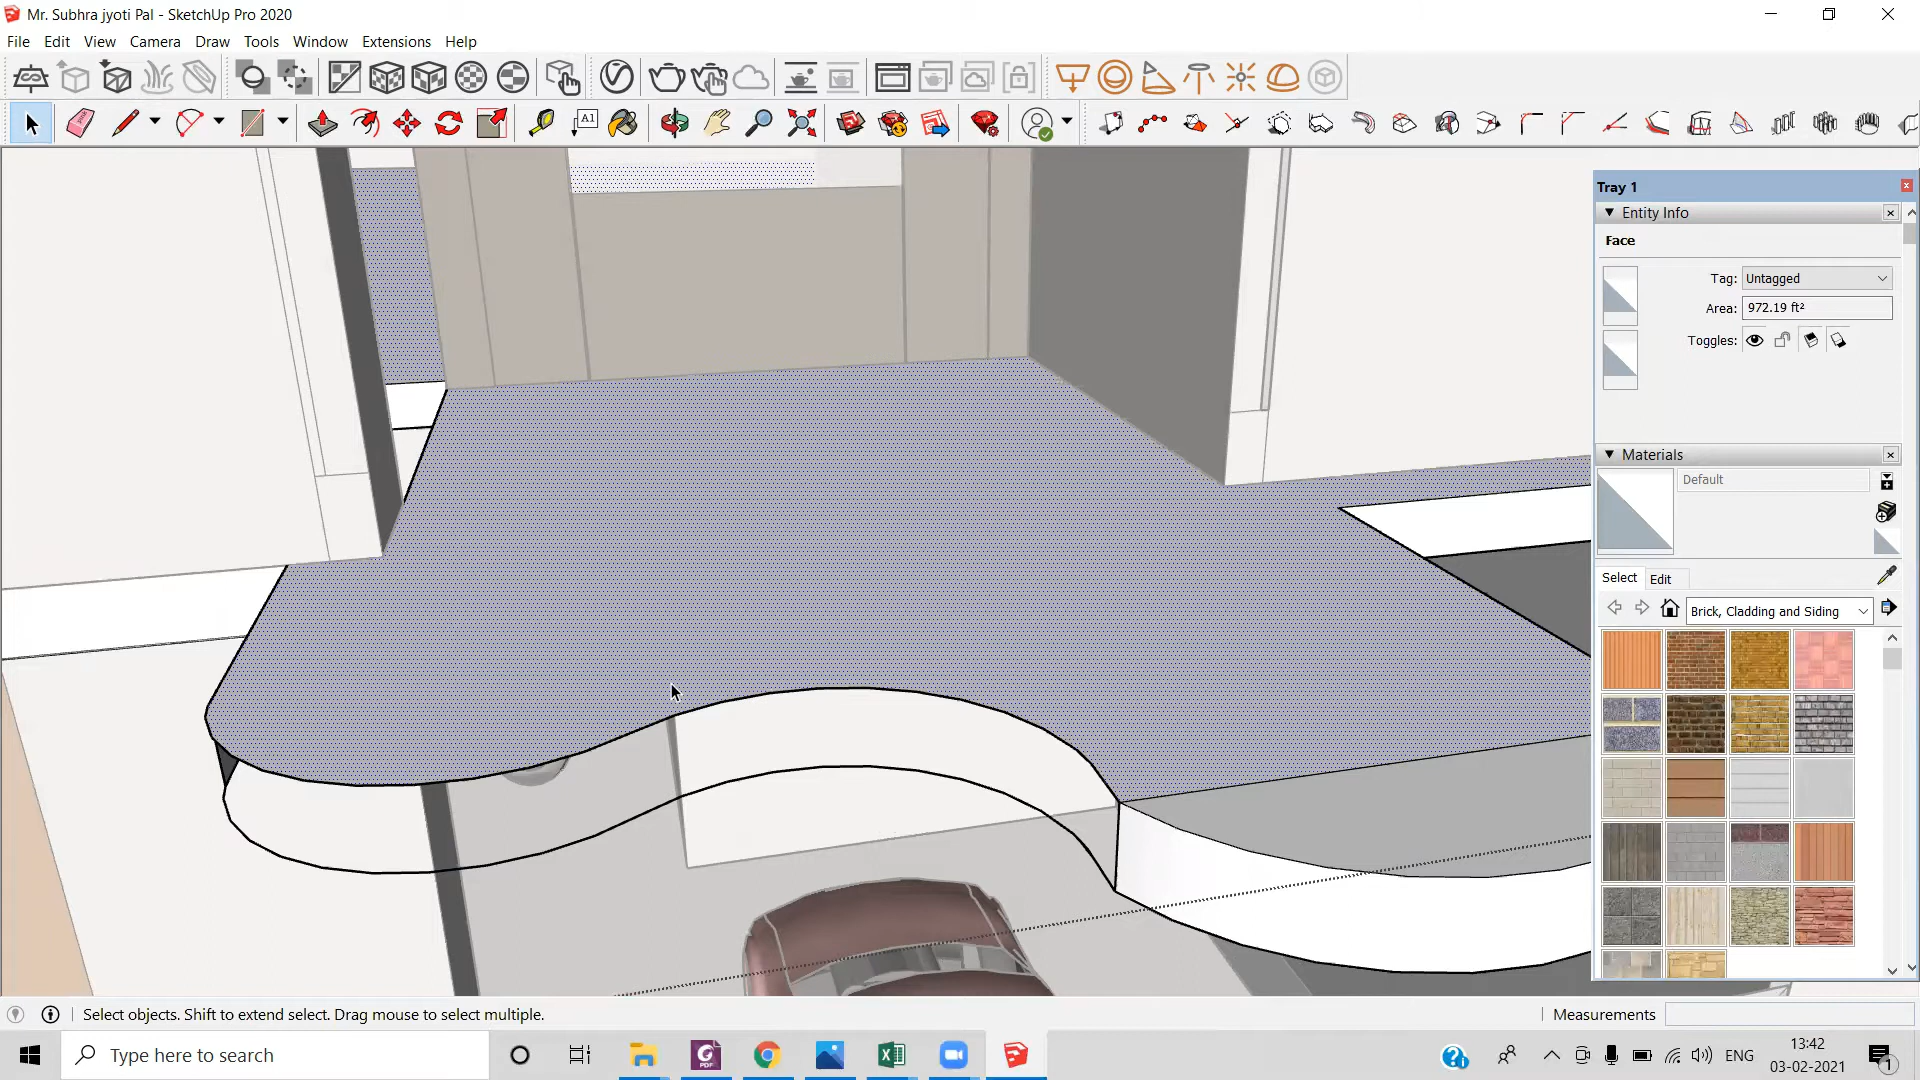 Mr. Subhra jyoti Pal - SketchUp Pro 2020
File Edit View Camera Draw Tools Window Extensions Help
A1
Tray 1
Entity Info
Face
Tag: Untagged
Area: 972.19 ft²
Toggles:
Materials
Default
Select Edit
Brick, Cladding and Siding
Select objects. Shift to extend select. Drag mouse to select multiple.
Measurements
Type here to search
PDF
ENG
13:42
03-02-2021
1